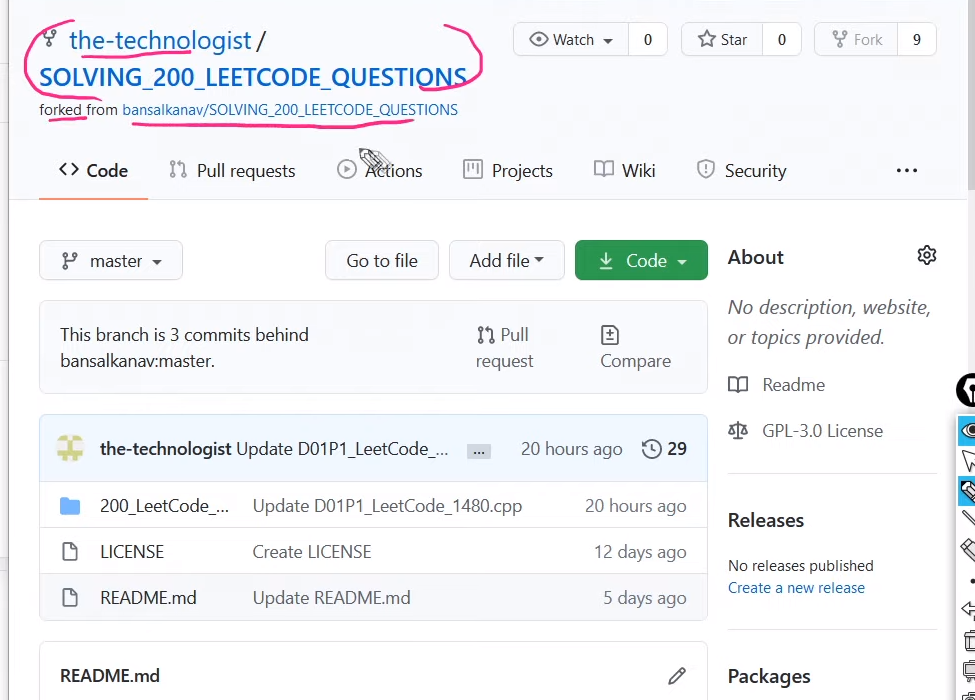 the-technologist /
SOLVING_200_LEETCODE_QUESTIONS
forked from bansalkanav/SOLVING_200_LEETCODE_QUESTIONS
Watch 0 Star 0 Fork 9
Code Pull requests Actions Projects Wiki Security ...
master Go to file Add file Code
This branch is 3 commits behind
bansalkanav:master.
Pull
request
Compare
the-technologist Update D01P1_LeetCode_... ... 20 hours ago 29
200_LeetCode_... Update D01P1_LeetCode_1480.cpp 20 hours ago
LICENSE Create LICENSE 12 days ago
README.md Update README.md 5 days ago
README.md
About
No description, website,
or topics provided.
Readme
GPL-3.0 License
Releases
No releases published
Create a new release
Packages